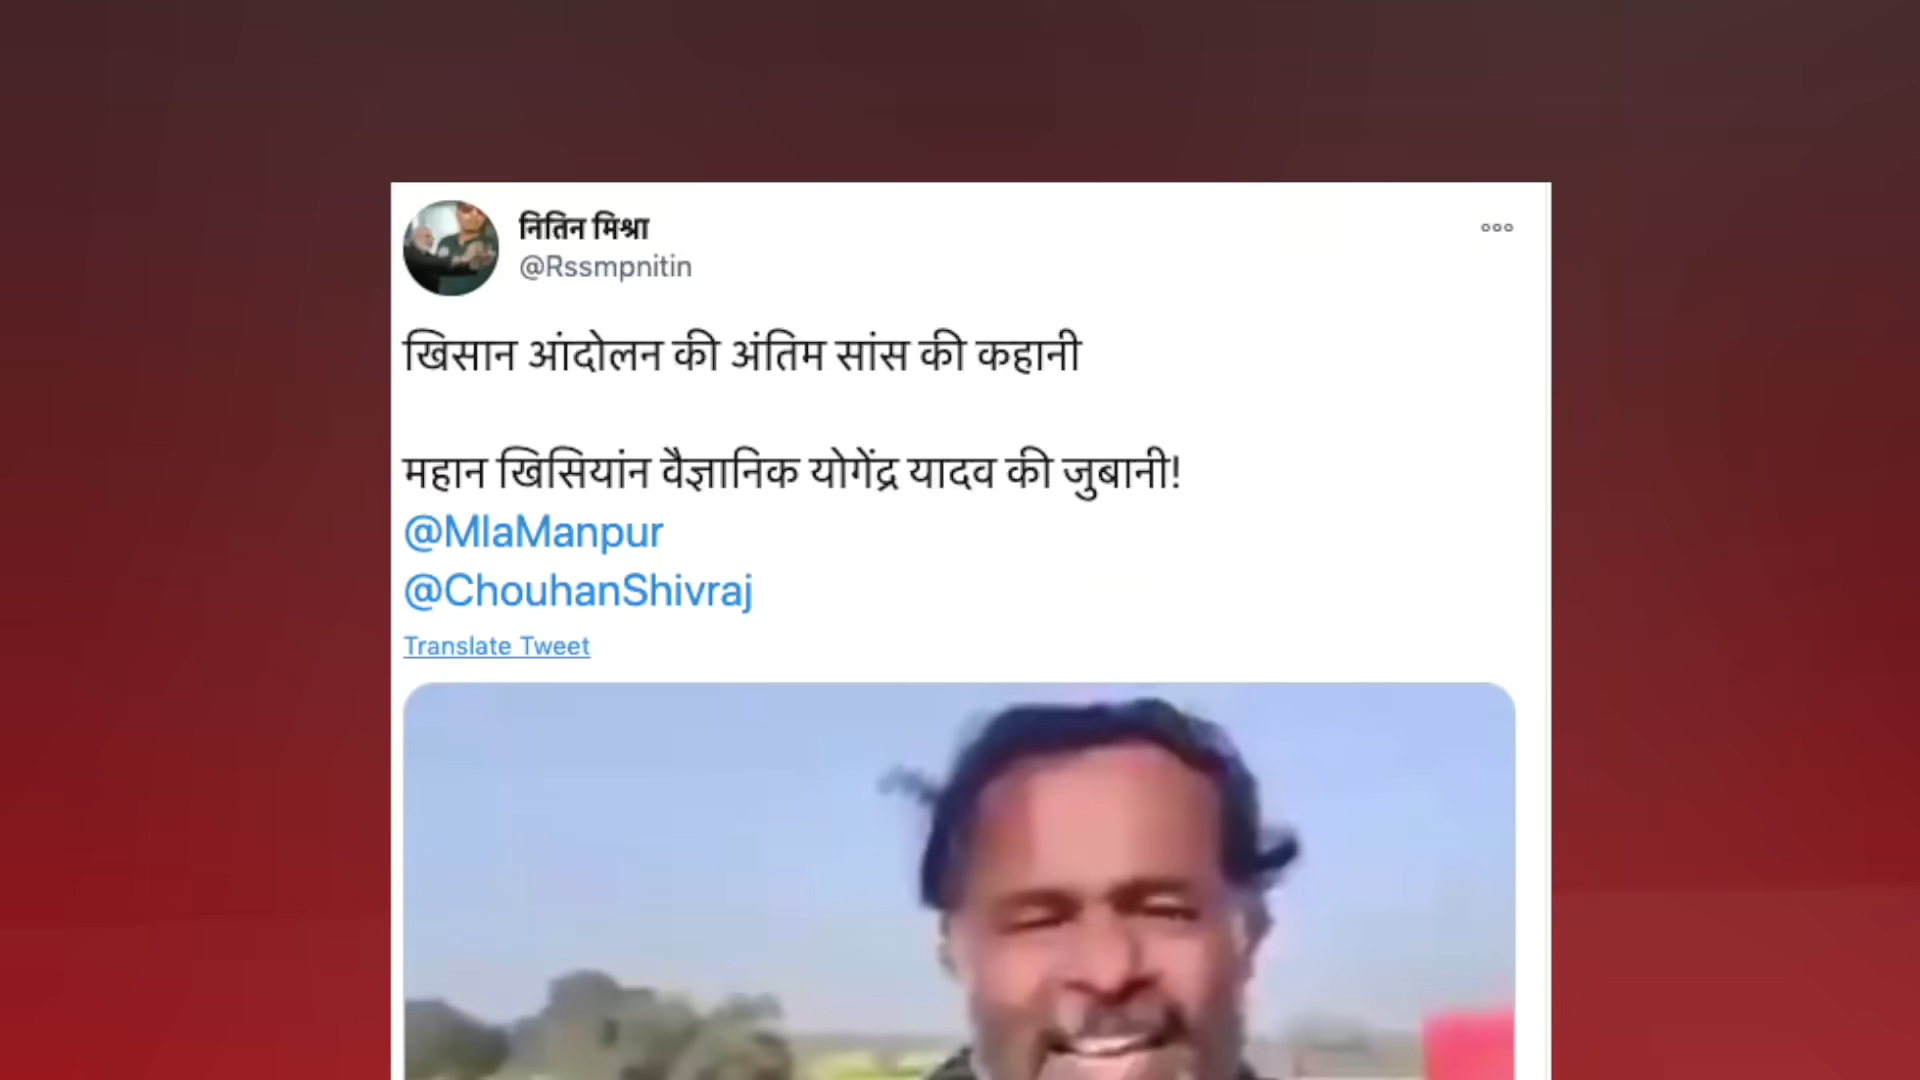 नितिन मिश्रा
@Rssmpnitin
खिसान आंदोलन की अंतिम सांस की कहानी
महान खिसियांन वैज्ञानिक योगेंद्र यादव की जुबानी!
@MlaManpur
@ChouhanShivraj
Translate Tweet